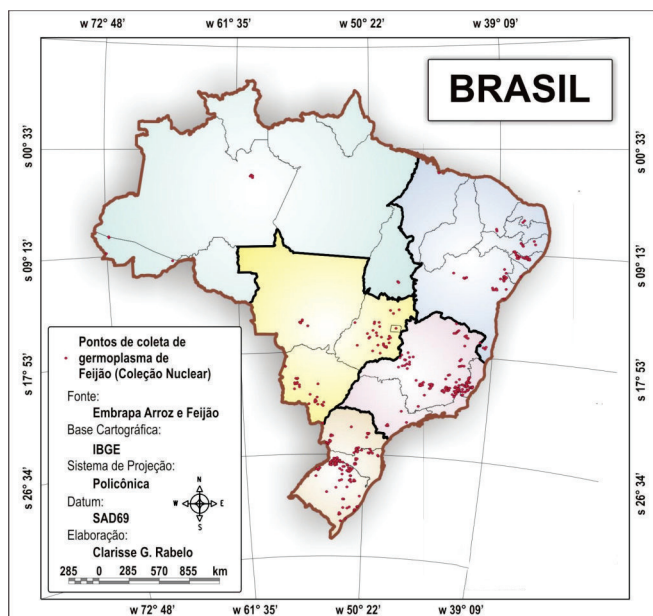 w 72° 48' w 61° 35' w 50° 22' w 39° 09'
BRASIL
s 00° 33' s 00° 33'
s 09° 13' s 09° 13'
s 17° 53' s 17° 53'
s 26° 34' s 26° 34'
Pontos de coleta de
germoplasma de
Feijão (Coleção Nuclear)
Fonte:
Embrapa Arroz e Feijão
Base Cartográfica:
IBGE
Sistema de Projeção:
Policônica
Datum:
SAD69
Elaboração:
Clarisse G. Rabelo
N
W E
S
285 0 285 570 855 km
w 72° 48' w 61° 35' w 50° 22' w 39° 09'